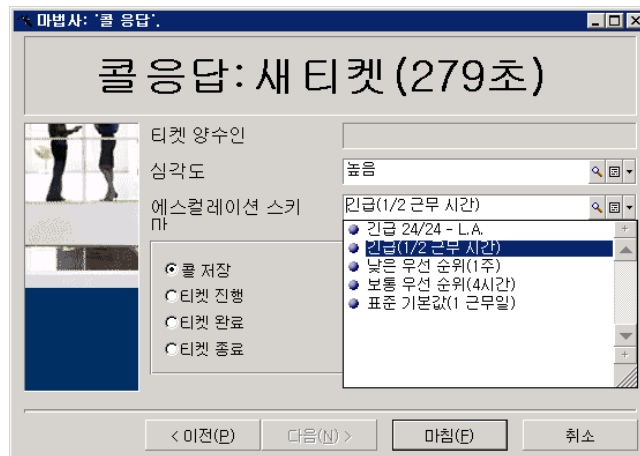 마법사: '콜 응답'.
콜 응답: 새 티켓(279초)
티켓 양수인
심각도
높음
에스컬레이션 스키
마
긴급(1/2 근무 시간)
긴급 24/24 - L.A.
긴급(1/2 근무 시간)
낮은 우선 순위(1주)
보통 우선 순위(4시간)
표준 기본값(1 근무일)
콜 저장
티켓 진행
티켓 완료
티켓 종료
< 이전(P)
다음(N) >
마침(F)
취소